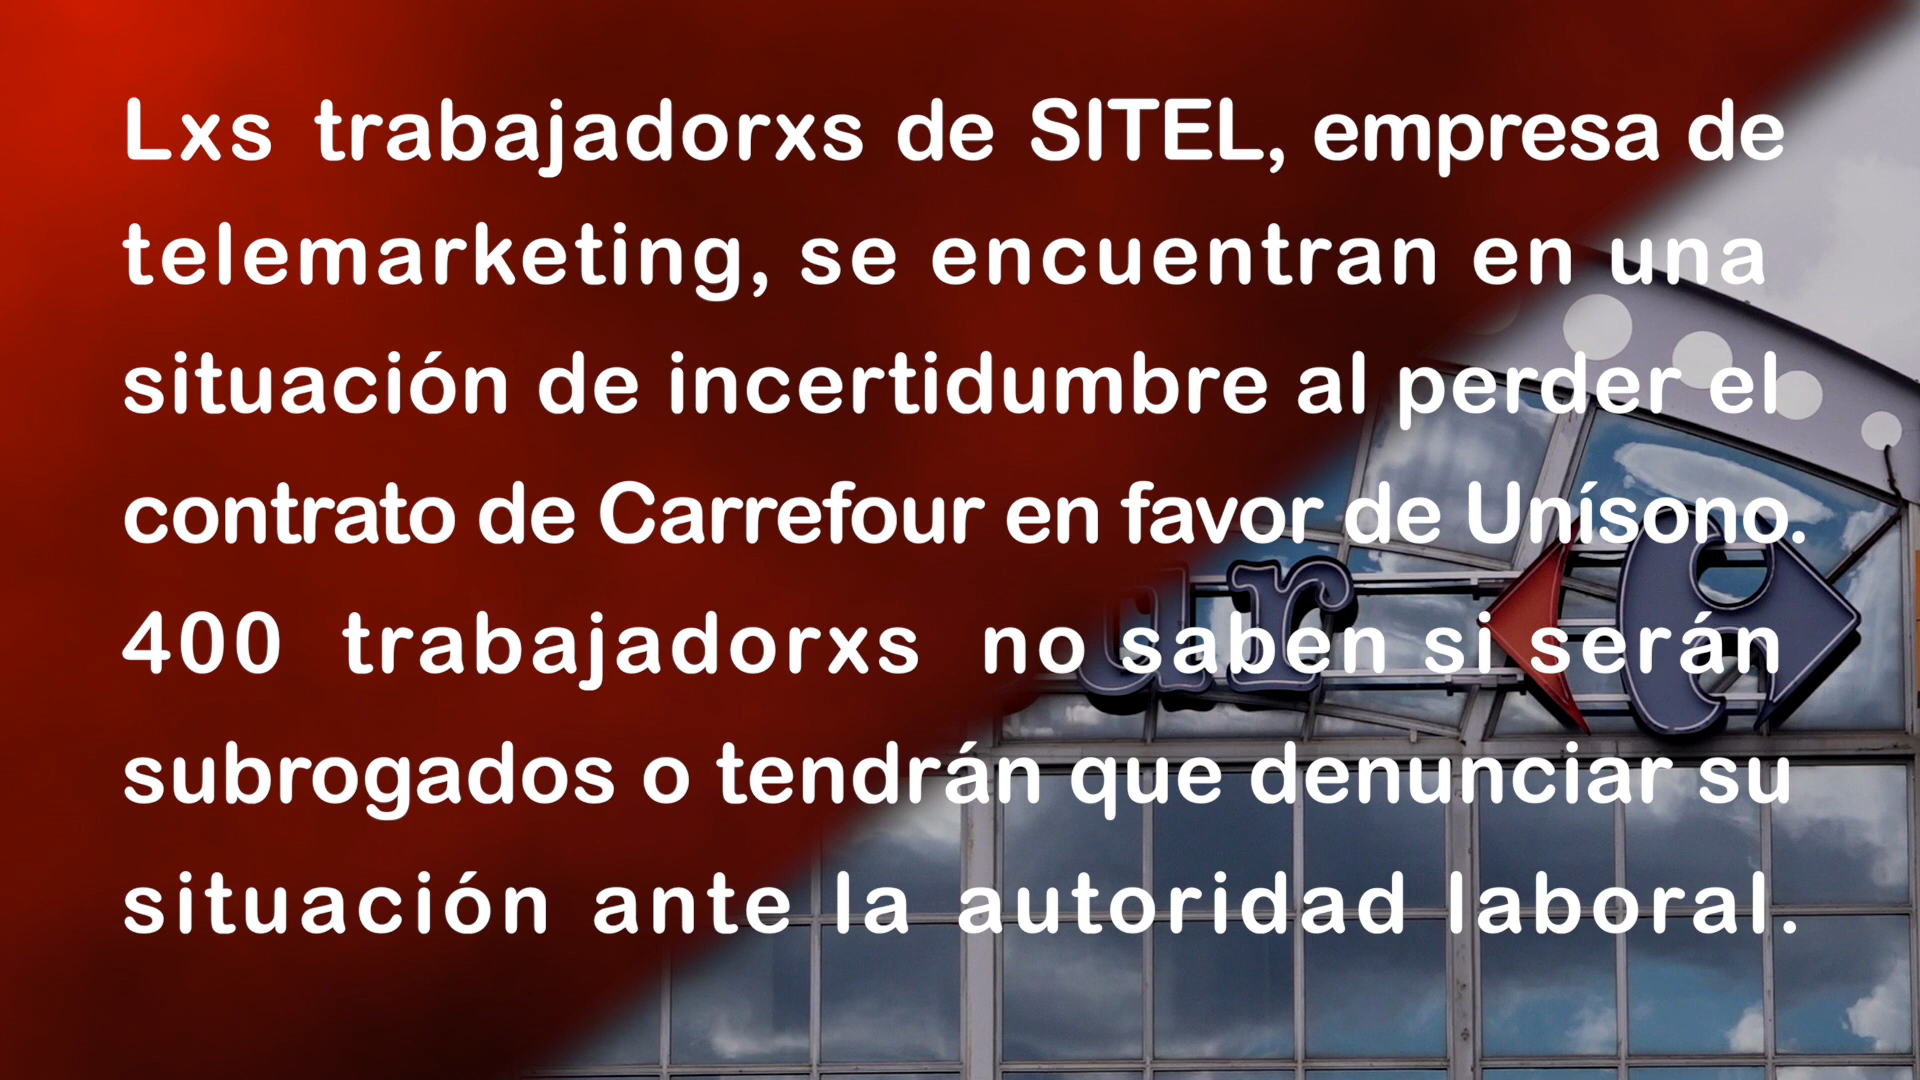 Lxs trabajadorxs de SITEL, empresa de
telemarketing, se encuentran en una
situación de incertidumbre al perder el
contrato de Carrefour en favor de Unísono.
400 trabajadorxs no saben si serán
subrogados o tendrán que denunciar su
situación ante la autoridad laboral.
ur